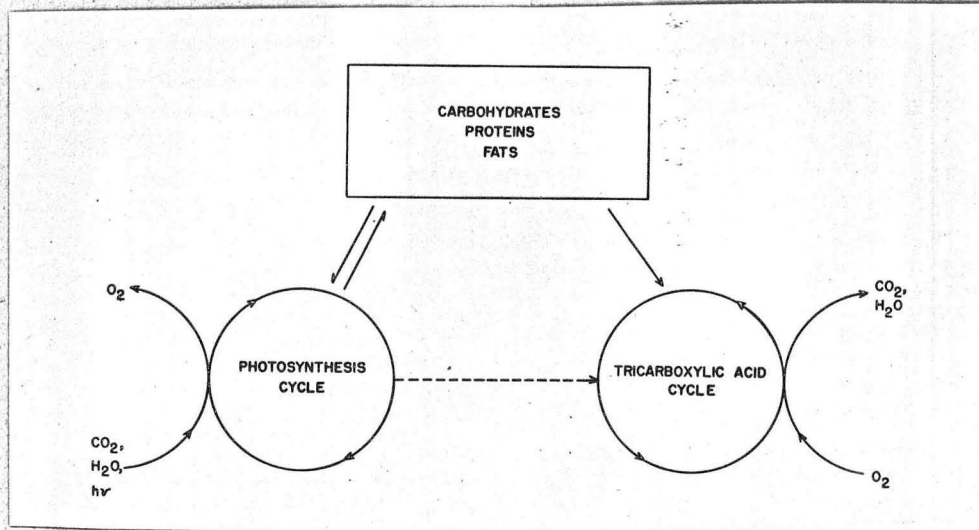 CARBOHYDRATES
PROTEINS
FATS
O₂
CO₂,
H₂O
PHOTOSYNTHESIS
CYCLE
TRICARBOXYLIC ACID
CYCLE
CO₂,
H₂O,
hν
O₂